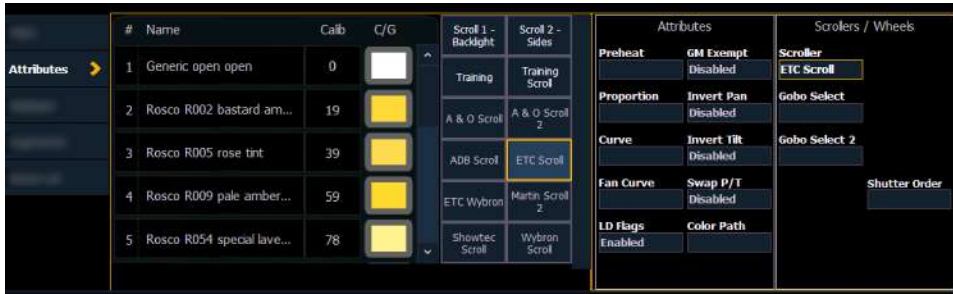 Attributes
# Name Calib C/G
1 Generic open open 0
2 Rosco R002 bastard am... 19
3 Rosco R005 rose tint 39
4 Rosco R009 pale amber... 59
5 Rosco R054 special lave... 78
Scroll 1 -
Backlight
Scroll 2 -
Sides
Training
Training
Scroll
A & O Scroll
A & O Scroll
2
ADB Scroll
ETC Scroll
ETC Wybron
Martin Scroll
2
Showtec
Scroll
Wybron
Scroll
Attributes
Preheat GM Exempt
Disabled
Proportion Invert Pan
Disabled
Curve Invert Tilt
Disabled
Fan Curve Swap P/T
Disabled
LD Flags Color Path
Enabled
Scrolers / Wheels
Scroller
ETC Scroll
Gobo Select
Gobo Select 2
Shutter Order